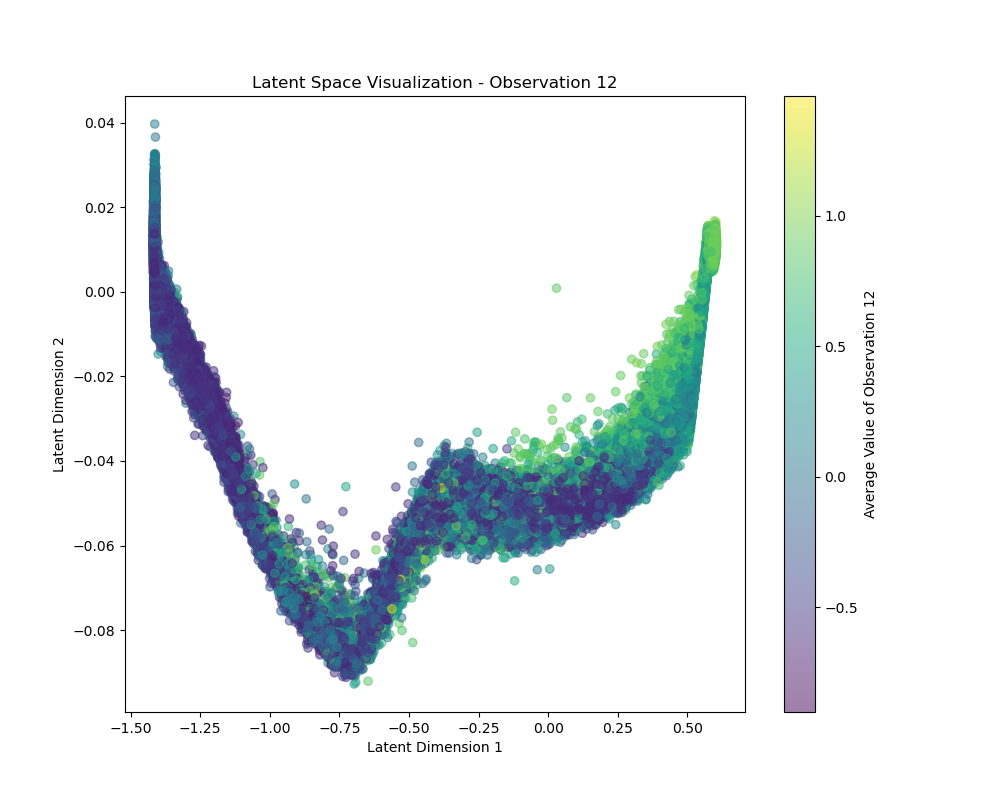 Latent Space Visualization - Observation 12
0.04
0.02
0.00
−0.02
−0.04
−0.06
−0.08
Latent Dimension 2
−1.50 −1.25 −1.00 −0.75 −0.50 −0.25 0.00 0.25 0.50
Latent Dimension 1
1.0
0.5
0.0
−0.5
Average Value of Observation 12